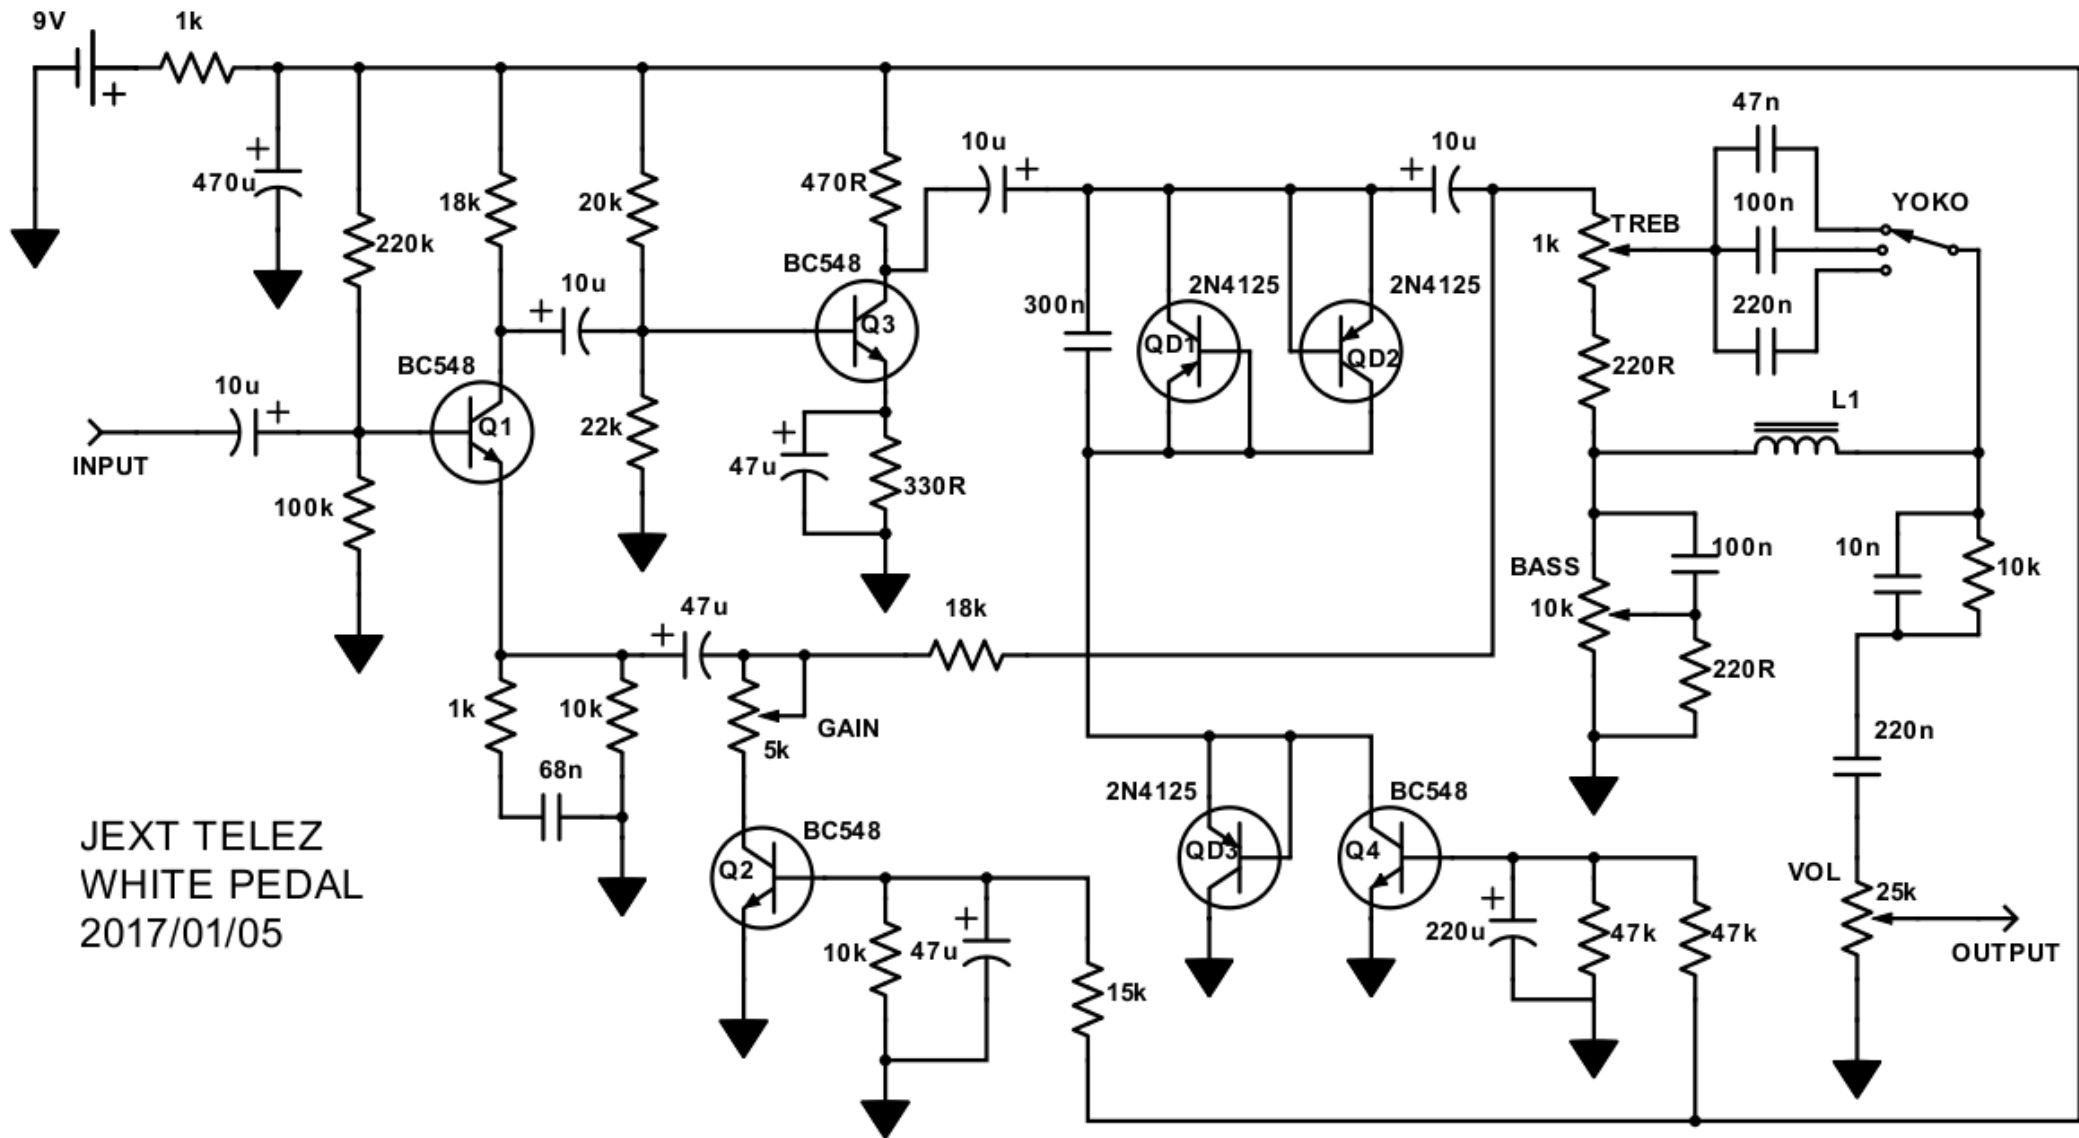 9V
1k
47n
10u
10u
470u
18k
20k
470R
100n
YOKO
TREB
1k
220k
BC548
10u
2N4125
2N4125
300n
220n
Q3
QD1
QD2
BC548
220R
10u
L1
Q1
22k
47u
330R
INPUT
100k
100n
10n
BASS
10k
10k
47u
18k
220R
1k
10k
GAIN
5k
220n
68n
2N4125
BC548
JEXT TELEZ
WHITE PEDAL
2017/01/05
BC548
QD3
Q4
Q2
VOL
25k
10k
47u
220u
47k
47k
OUTPUT
15k